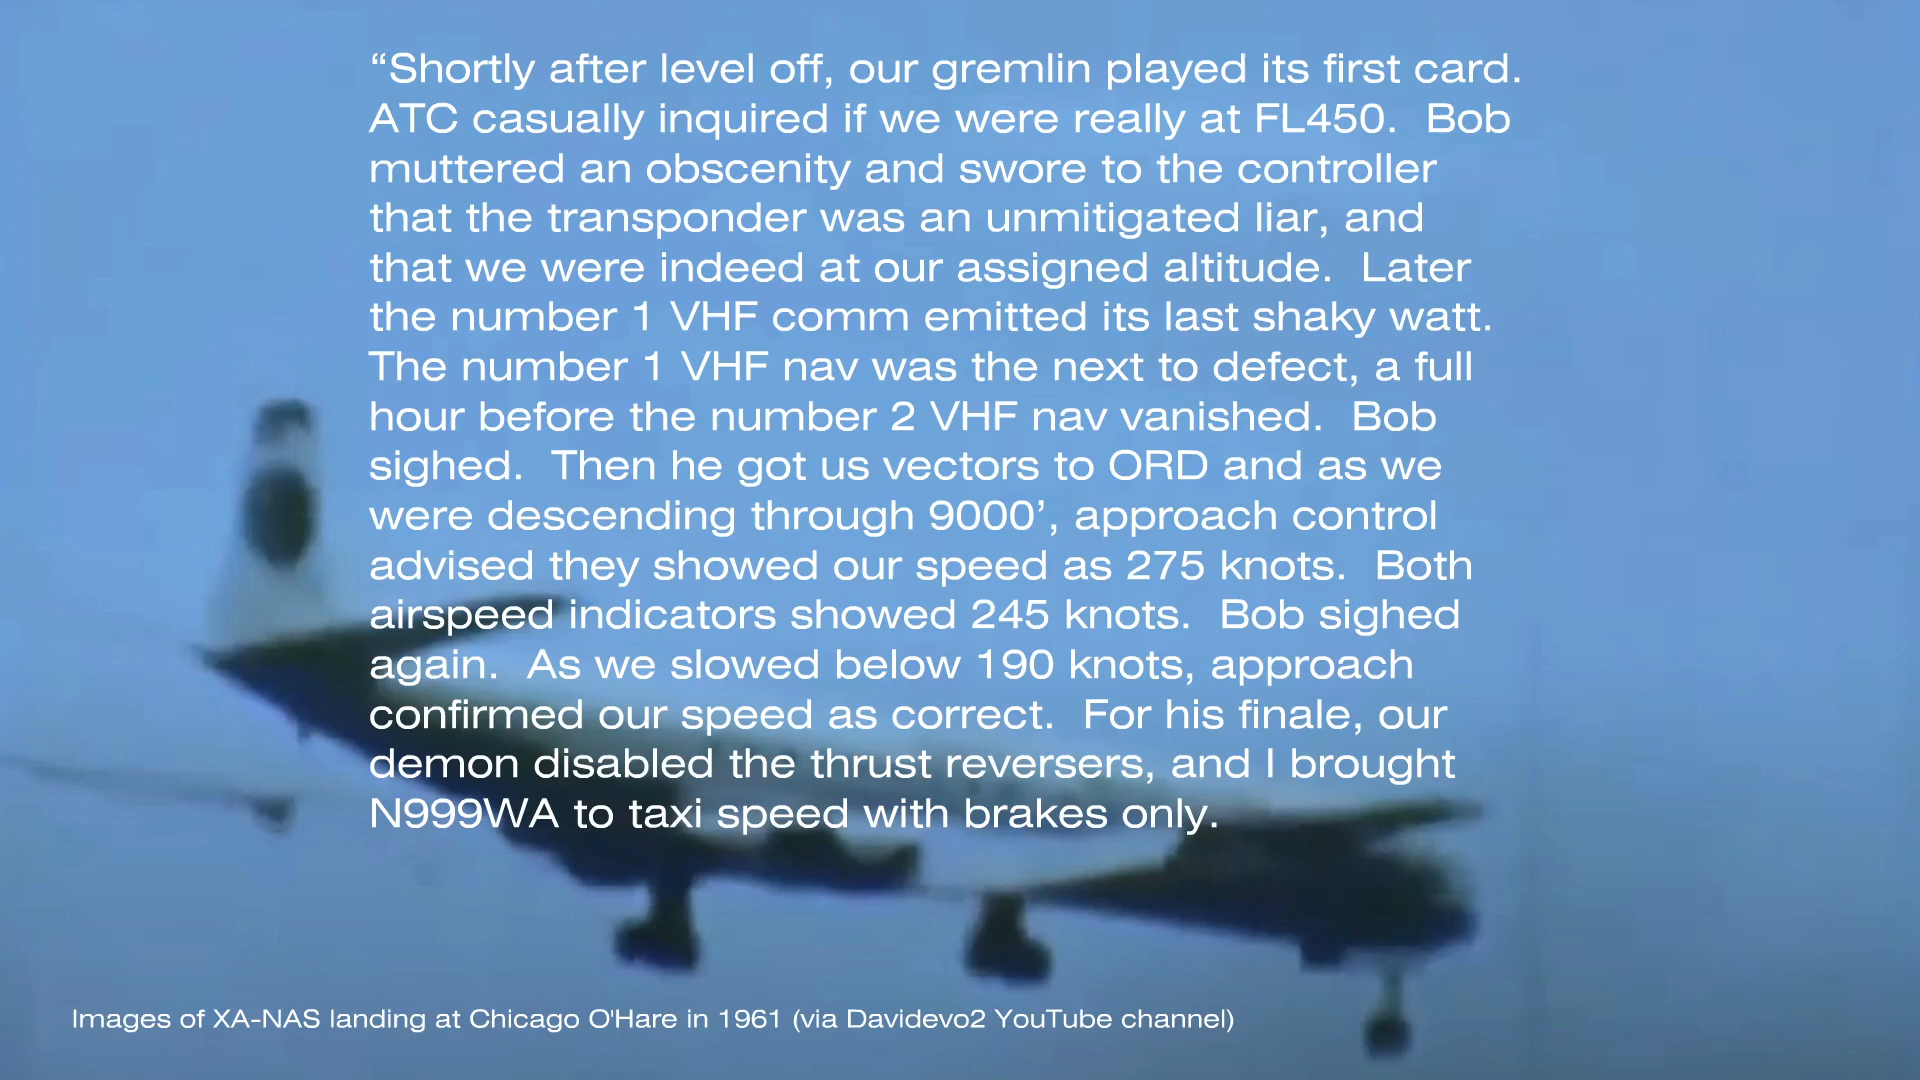 “Shortly after level off, our gremlin played its first card.
ATC casually inquired if we were really at FL450.  Bob
muttered an obscenity and swore to the controller
that the transponder was an unmitigated liar, and
that we were indeed at our assigned altitude.  Later
the number 1 VHF comm emitted its last shaky watt.
The number 1 VHF nav was the next to defect, a full
hour before the number 2 VHF nav vanished.  Bob
sighed.  Then he got us vectors to ORD and as we
were descending through 9000’, approach control
advised they showed our speed as 275 knots.  Both
airspeed indicators showed 245 knots.  Bob sighed
again.  As we slowed below 190 knots, approach
confirmed our speed as correct.  For his finale, our
demon disabled the thrust reversers, and I brought
N999WA to taxi speed with brakes only.
Images of XA-NAS landing at Chicago O'Hare in 1961 (via Davidevo2 YouTube channel)